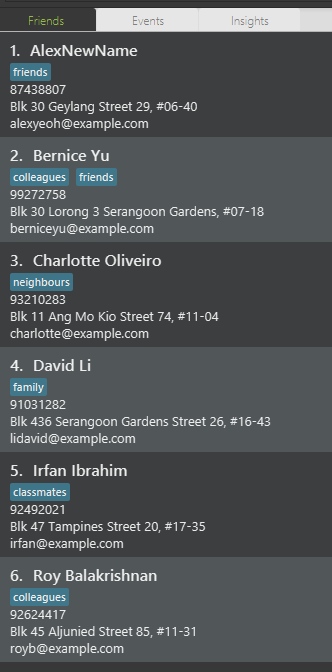 Friends Events Insights
1. AlexNewName
friends
87438807
Blk 30 Geylang Street 29, #06-40
alexyeoh@example.com
2. Bernice Yu
colleagues friends
99272758
Blk 30 Lorong 3 Serangoon Gardens, #07-18
berniceyu@example.com
3. Charlotte Oliveiro
neighbours
93210283
Blk 11 Ang Mo Kio Street 74, #11-04
charlotte@example.com
4. David Li
family
91031282
Blk 436 Serangoon Gardens Street 26, #16-43
lidavid@example.com
5. Irfan Ibrahim
classmates
92492021
Blk 47 Tampines Street 20, #17-35
irfan@example.com
6. Roy Balakrishnan
colleagues
92624417
Blk 45 Aljunied Street 85, #11-31
royb@example.com